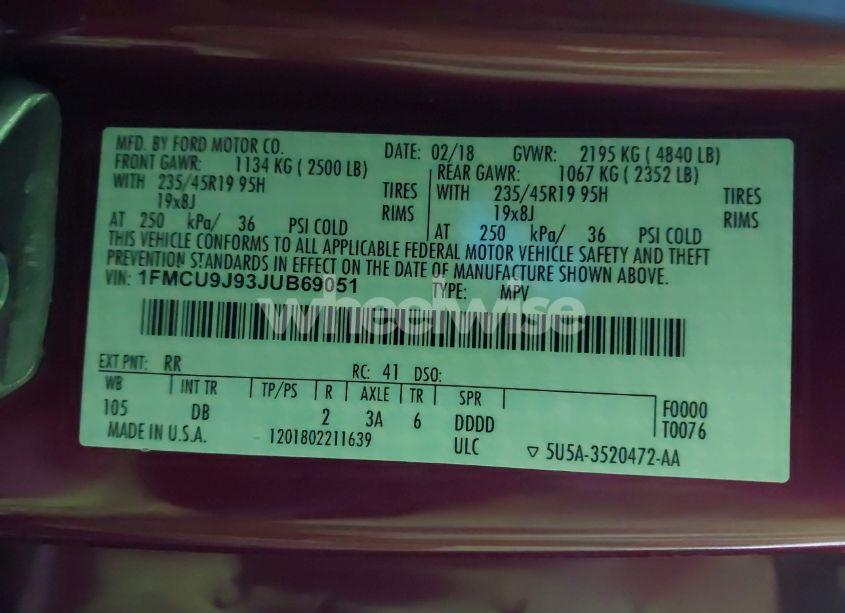 MFD. BY FORD MOTOR CO. DATE: 02/18 GVWR: 2195 KG ( 4840 LB)
FRONT GAWR: 1134 KG ( 2500 LB) REAR GAWR: 1067 KG ( 2352 LB)
WITH 235/45R19 95H TIRES WITH 235/45R19 95H TIRES
19x8J RIMS 19x8J RIMS
AT 250 kPa/ 36 PSI COLD AT 250 kPa/ 36 PSI COLD
THIS VEHICLE CONFORMS TO ALL APPLICABLE FEDERAL MOTOR VEHICLE SAFETY AND THEFT
PREVENTION STANDARDS IN EFFECT ON THE DATE OF MANUFACTURE SHOWN ABOVE.
VIN: 1FMCU9J93JUB69051 TYPE: MPV
wheelwise
EXT PNT: RR RC: 41 DSO:
WB INT TR TP/PS R AXLE TR SPR F0000
105 DB 2 3A 6 DDDD T0076
MADE IN U.S.A. 1201802211639 ULC ▽ 5U5A-3520472-AA